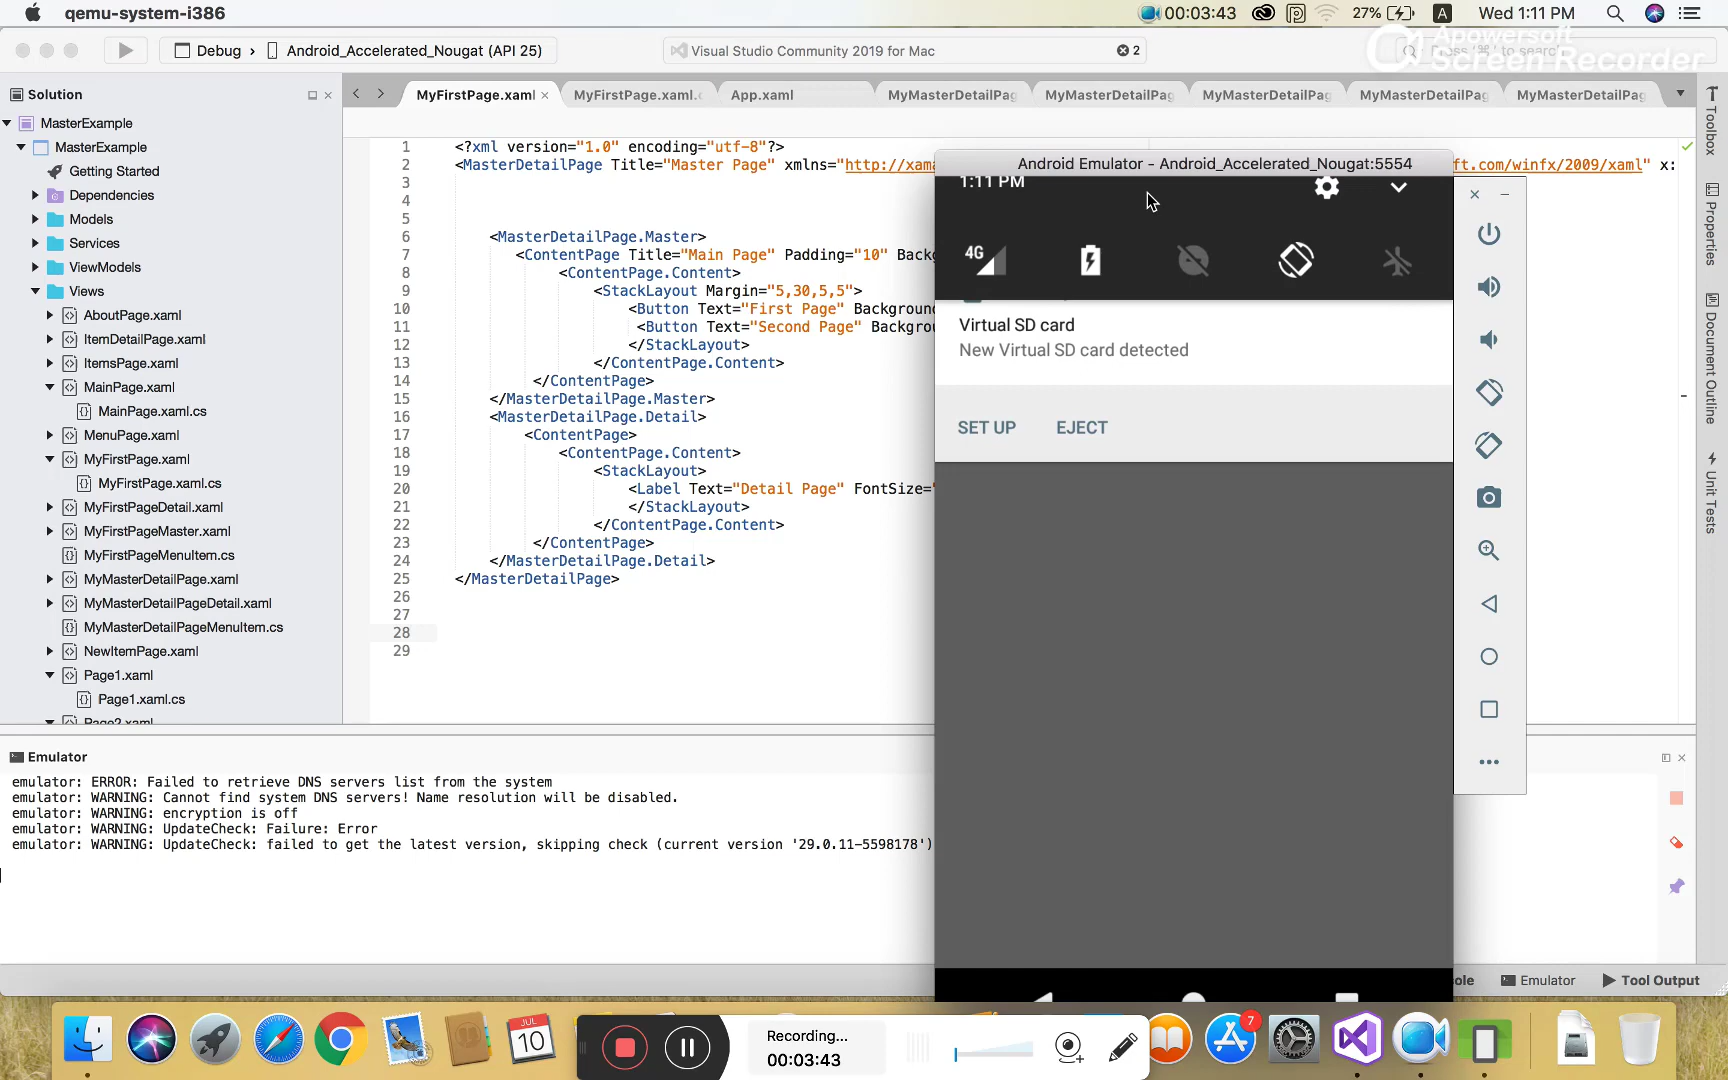 qemu-system-i386
00:03:43
27%
A
Wed 1:11 PM
Debug
Android_Accelerated_Nougat (API 25)
Visual Studio Community 2019 for Mac
2
Apowersoft
Screen Recorder
Solution
MyFirstPage.xaml
MyFirstPage.xaml.c
App.xaml
MyMasterDetailPag
MyMasterDetailPag
MyMasterDetailPag
MyMasterDetailPag
MyMasterDetailPag
MasterExample
MasterExample
Getting Started
Dependencies
Models
Services
ViewModels
Views
AboutPage.xaml
ItemDetailPage.xaml
ItemsPage.xaml
MainPage.xaml
MainPage.xaml.cs
MenuPage.xaml
MyFirstPage.xaml
MyFirstPage.xaml.cs
MyFirstPageDetail.xaml
MyFirstPageMaster.xaml
MyFirstPageMenuItem.cs
MyMasterDetailPage.xaml
MyMasterDetailPageDetail.xaml
MyMasterDetailPageMenuItem.cs
NewItemPage.xaml
Page1.xaml
Page1.xaml.cs
Page2.xaml
1 <?xml version="1.0" encoding="utf-8"?>
2 <MasterDetailPage Title="Master Page" xmlns="http://xama
ft.com/winfx/2009/xaml" x:
3
4
5
6 <MasterDetailPage.Master>
7 <ContentPage Title="Main Page" Padding="10" Backg
8 <ContentPage.Content>
9 <StackLayout Margin="5,30,5,5">
10 <Button Text="First Page" Background
11 <Button Text="Second Page" Backgrou
12 </StackLayout>
13 </ContentPage.Content>
14 </ContentPage>
15 </MasterDetailPage.Master>
16 <MasterDetailPage.Detail>
17 <ContentPage>
18 <ContentPage.Content>
19 <StackLayout>
20 <Label Text="Detail Page" FontSize="
21 </StackLayout>
22 </ContentPage.Content>
23 </ContentPage>
24 </MasterDetailPage.Detail>
25 </MasterDetailPage>
26
27
28
29
Android Emulator - Android_Accelerated_Nougat:5554
1:11 PM
4G
Virtual SD card
New Virtual SD card detected
SET UP EJECT
Toolbox
Properties
Document Outline
Unit Tests
Emulator
emulator: ERROR: Failed to retrieve DNS servers list from the system
emulator: WARNING: Cannot find system DNS servers! Name resolution will be disabled.
emulator: WARNING: encryption is off
emulator: WARNING: UpdateCheck: Failure: Error
emulator: WARNING: UpdateCheck: failed to get the latest version, skipping check (current version '29.0.11-5598178')
ole
Emulator
Tool Output
JUL
10
Recording...
00:03:43
7